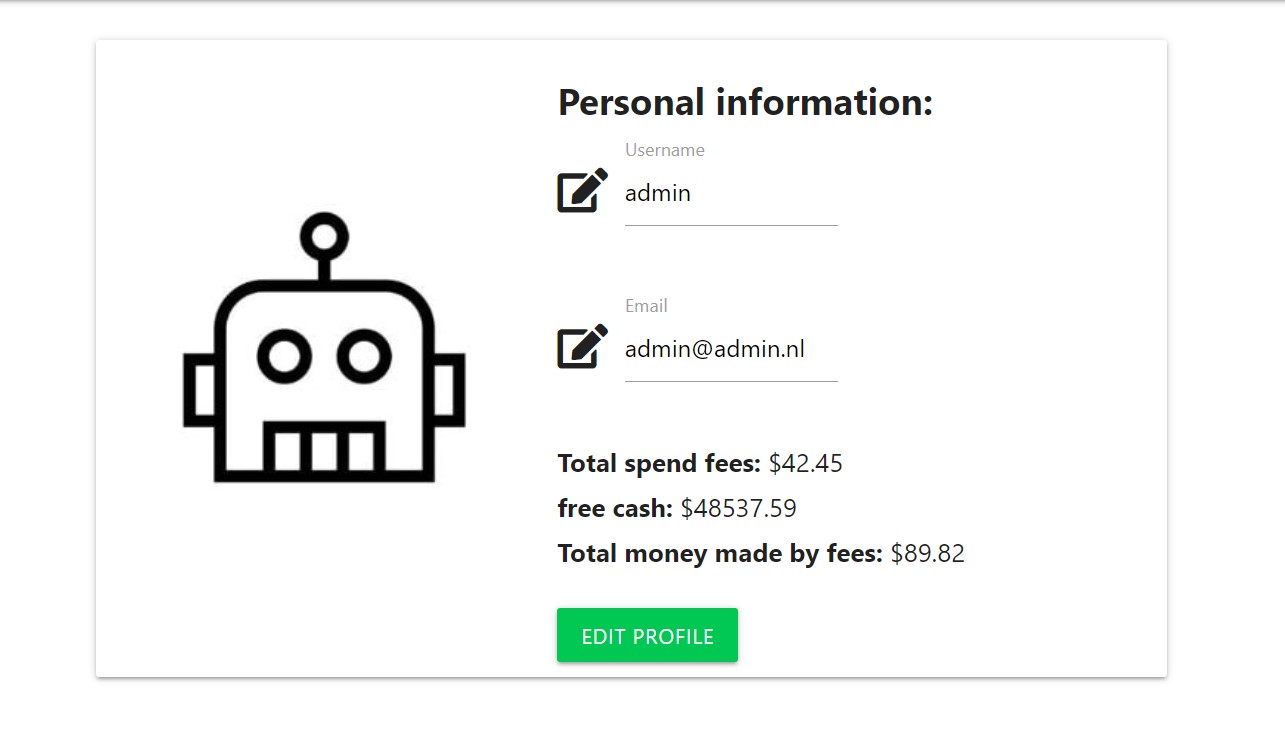 Personal information:
Username
admin
Email
admin@admin.nl
Total spend fees: $42.45
free cash: $48537.59
Total money made by fees: $89.82
EDIT PROFILE